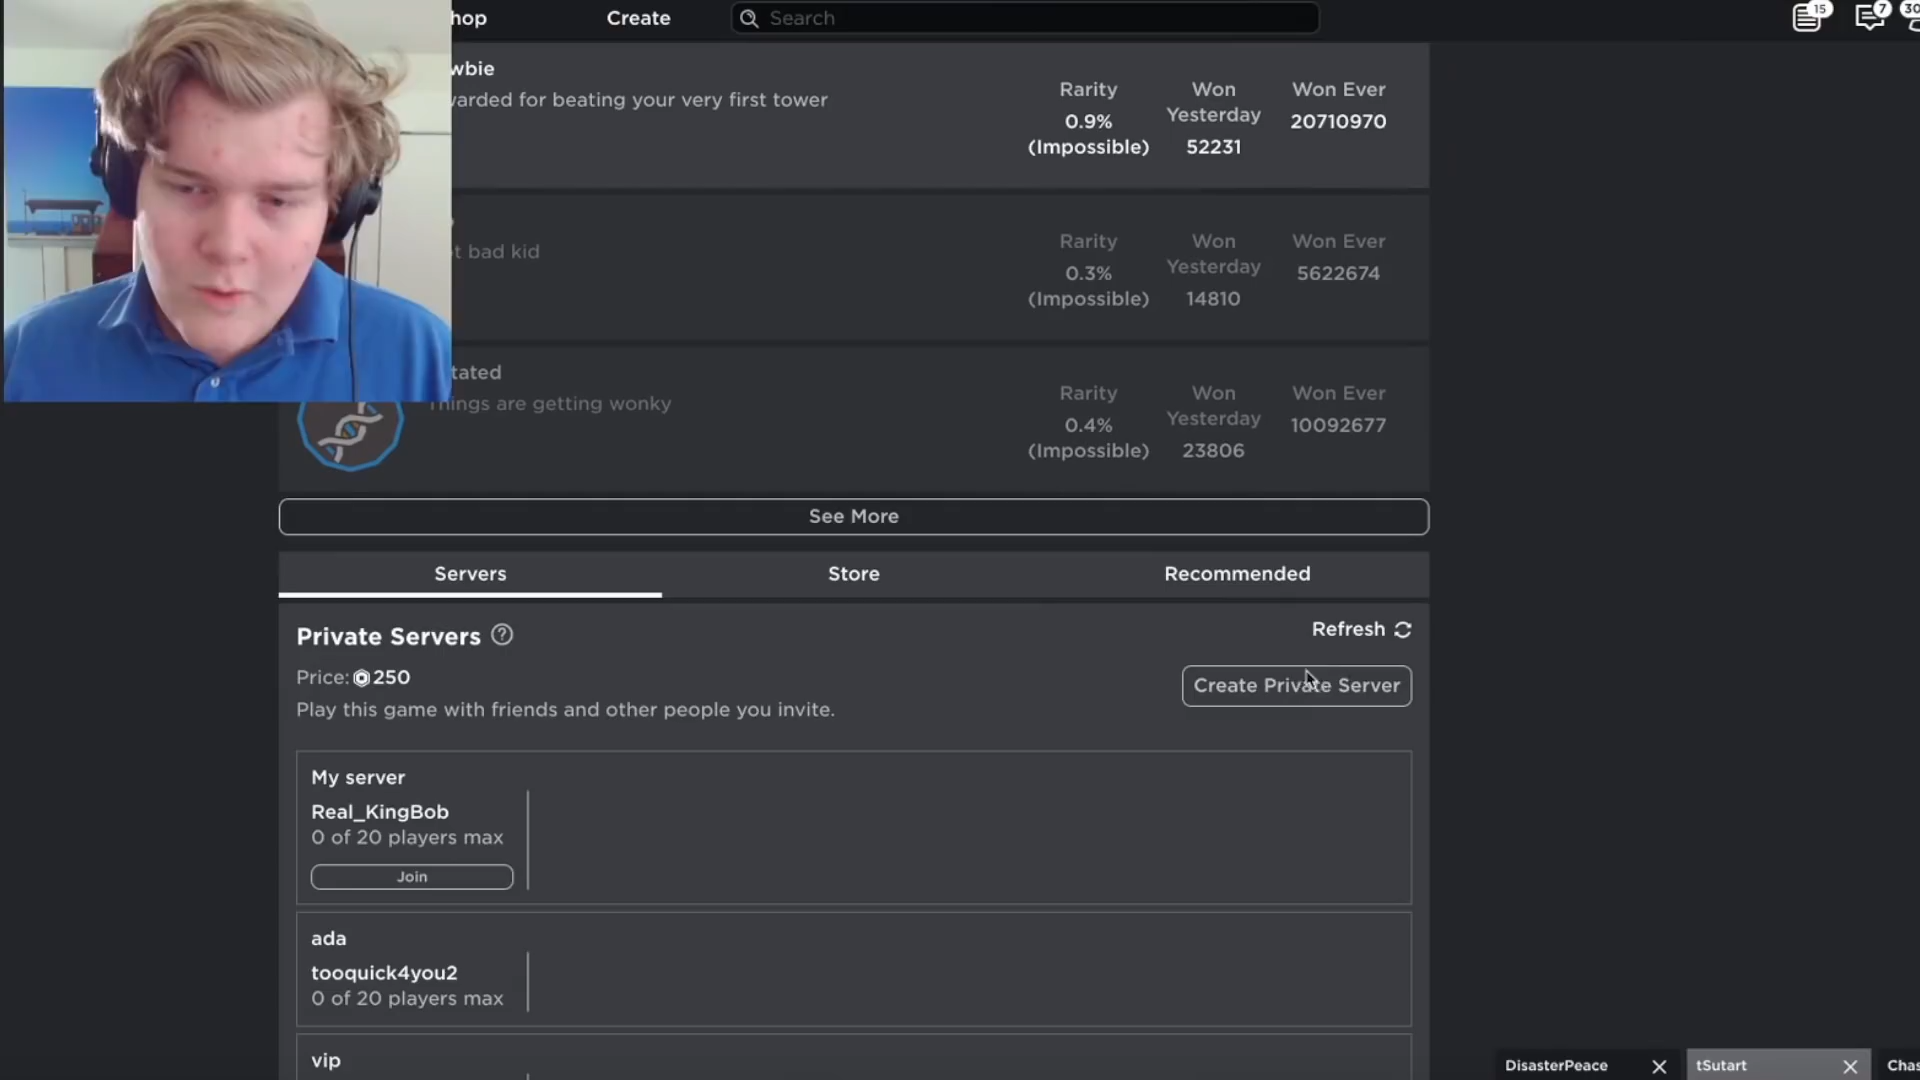 hop
Create
Search
15
7
30
wbie
warded for beating your very first tower
Rarity
0.9%
(Impossible)
Won
Yesterday
52231
Won Ever
20710970
t bad kid
Rarity
0.3%
(Impossible)
Won
Yesterday
14810
Won Ever
5622674
tated
Things are getting wonky
Rarity
0.4%
(Impossible)
Won
Yesterday
23806
Won Ever
10092677
See More
Servers
Store
Recommended
Private Servers ?
Refresh
Price: 250
Create Private Server
Play this game with friends and other people you invite.
My server
Real_KingBob
0 of 20 players max
Join
ada
tooquick4you2
0 of 20 players max
vip
DisasterPeace
tSutart
Chas